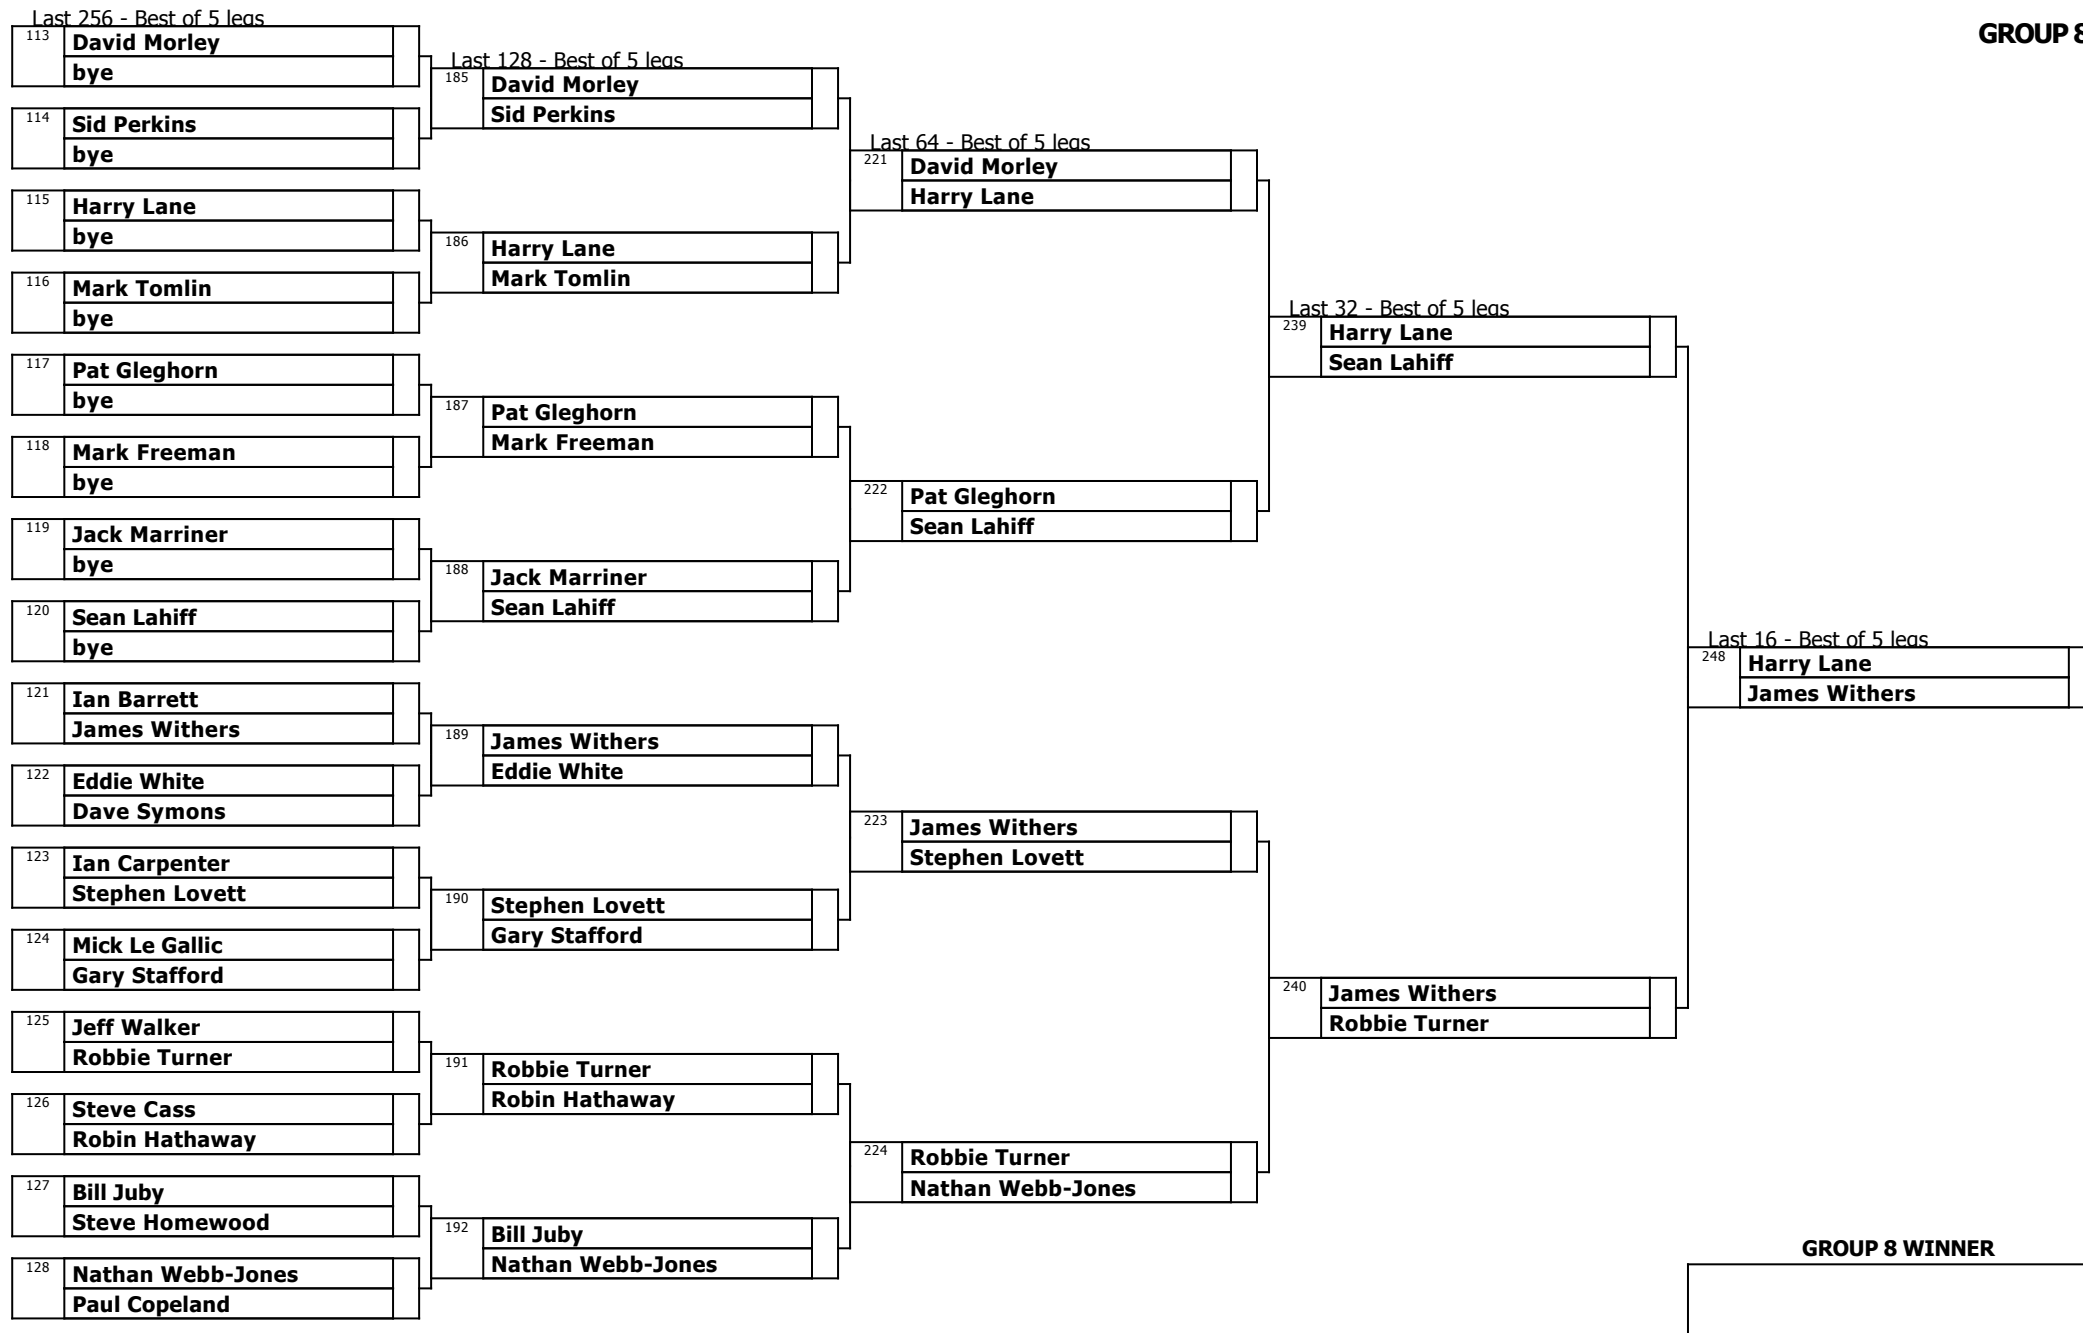 Last 256 - Best of 5 legs
113
David Morley
bye
114
Sid Perkins
bye
115
Harry Lane
bye
116
Mark Tomlin
bye
117
Pat Gleghorn
bye
118
Mark Freeman
bye
119
Jack Marriner
bye
120
Sean Lahiff
bye
121
Ian Barrett
James Withers
122
Eddie White
Dave Symons
123
Ian Carpenter
Stephen Lovett
124
Mick Le Gallic
Gary Stafford
125
Jeff Walker
Robbie Turner
126
Steve Cass
Robin Hathaway
127
Bill Juby
Steve Homewood
128
Nathan Webb-Jones
Paul Copeland
Last 128 - Best of 5 legs
185
David Morley
Sid Perkins
186
Harry Lane
Mark Tomlin
187
Pat Gleghorn
Mark Freeman
188
Jack Marriner
Sean Lahiff
189
James Withers
Eddie White
190
Stephen Lovett
Gary Stafford
191
Robbie Turner
Robin Hathaway
192
Bill Juby
Nathan Webb-Jones
Last 64 - Best of 5 legs
221
David Morley
Harry Lane
222
Pat Gleghorn
Sean Lahiff
223
James Withers
Stephen Lovett
224
Robbie Turner
Nathan Webb-Jones
Last 32 - Best of 5 legs
239
Harry Lane
Sean Lahiff
240
James Withers
Robbie Turner
Last 16 - Best of 5 legs
248
Harry Lane
James Withers
GROUP 8
GROUP 8 WINNER